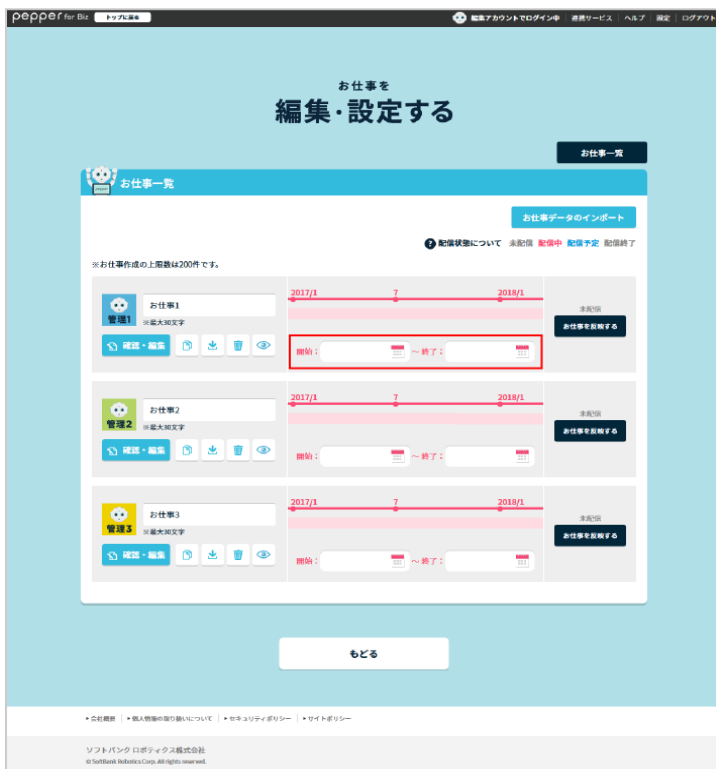 pepper for Biz トップに戻る 編集アカウントでログイン中 連携サービス ヘルプ 設定 ログアウト
お仕事を
編集・設定する
お仕事一覧
お仕事一覧
お仕事データのインポート
? 配信状態について 未配信 配信中 配信予定 配信終了
※お仕事作成の上限数は200件です。
管理1 お仕事1
※最大30文字
確認・編集
2017/1 7 2018/1
開始: ～終了:
未配信
お仕事を反映する
管理2 お仕事2
※最大30文字
確認・編集
2017/1 7 2018/1
開始: ～終了:
未配信
お仕事を反映する
管理3 お仕事3
※最大30文字
確認・編集
2017/1 7 2018/1
開始: ～終了:
未配信
お仕事を反映する
もどる
会社概要 個人情報の取り扱いについて セキュリティポリシー サイトポリシー
ソフトバンク ロボティクス株式会社
© SoftBank Robotics Corp. All rights reserved.